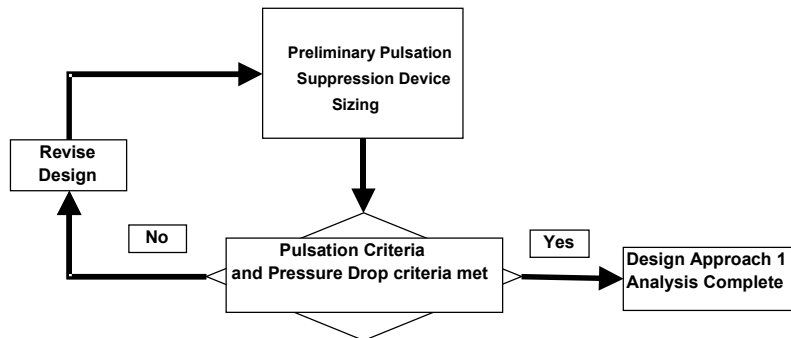 Preliminary Pulsation
Suppression Device
Sizing
Revise
Design
No
Pulsation Criteria
and Pressure Drop criteria met
Yes
Design Approach 1
Analysis Complete